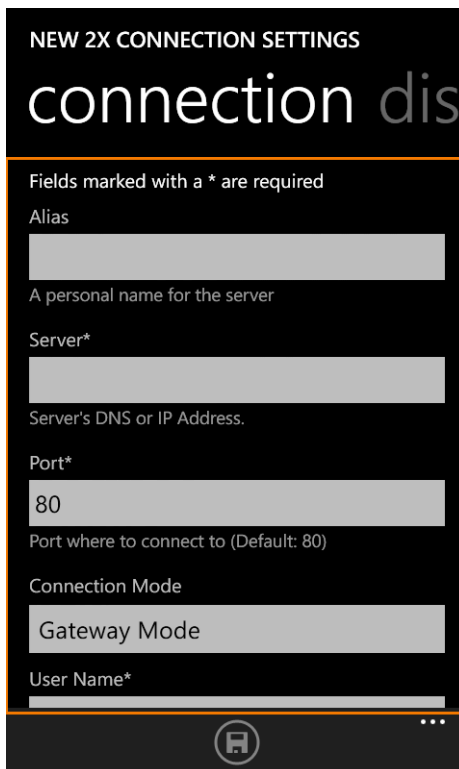 NEW 2X CONNECTION SETTINGS
connection dis
Fields marked with a * are required
Alias
A personal name for the server
Server*
Server's DNS or IP Address.
Port*
80
Port where to connect to (Default: 80)
Connection Mode
Gateway Mode
User Name*